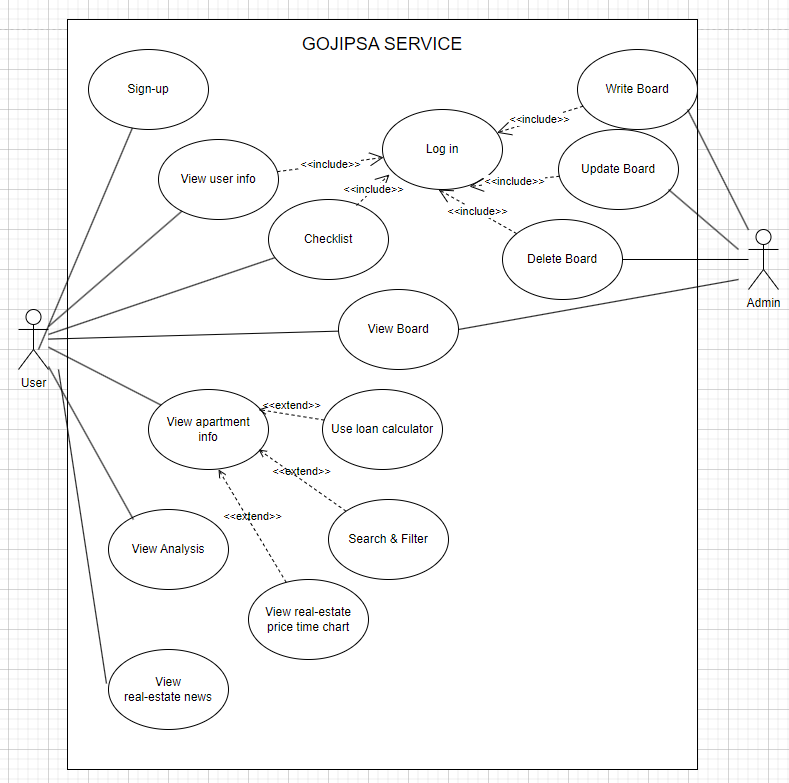 GOJIPSA SERVICE
Sign-up
Write Board
<<include>>
Log in
<<include>>
View user info
Update Board
<<include>>
<<include>>
<<include>>
Checklist
Delete Board
Admin
View Board
User
<<extend>>
View apartment
info
Use loan calculator
<<extend>>
<<extend>>
Search & Filter
View Analysis
View real-estate
price time chart
View
real-estate news